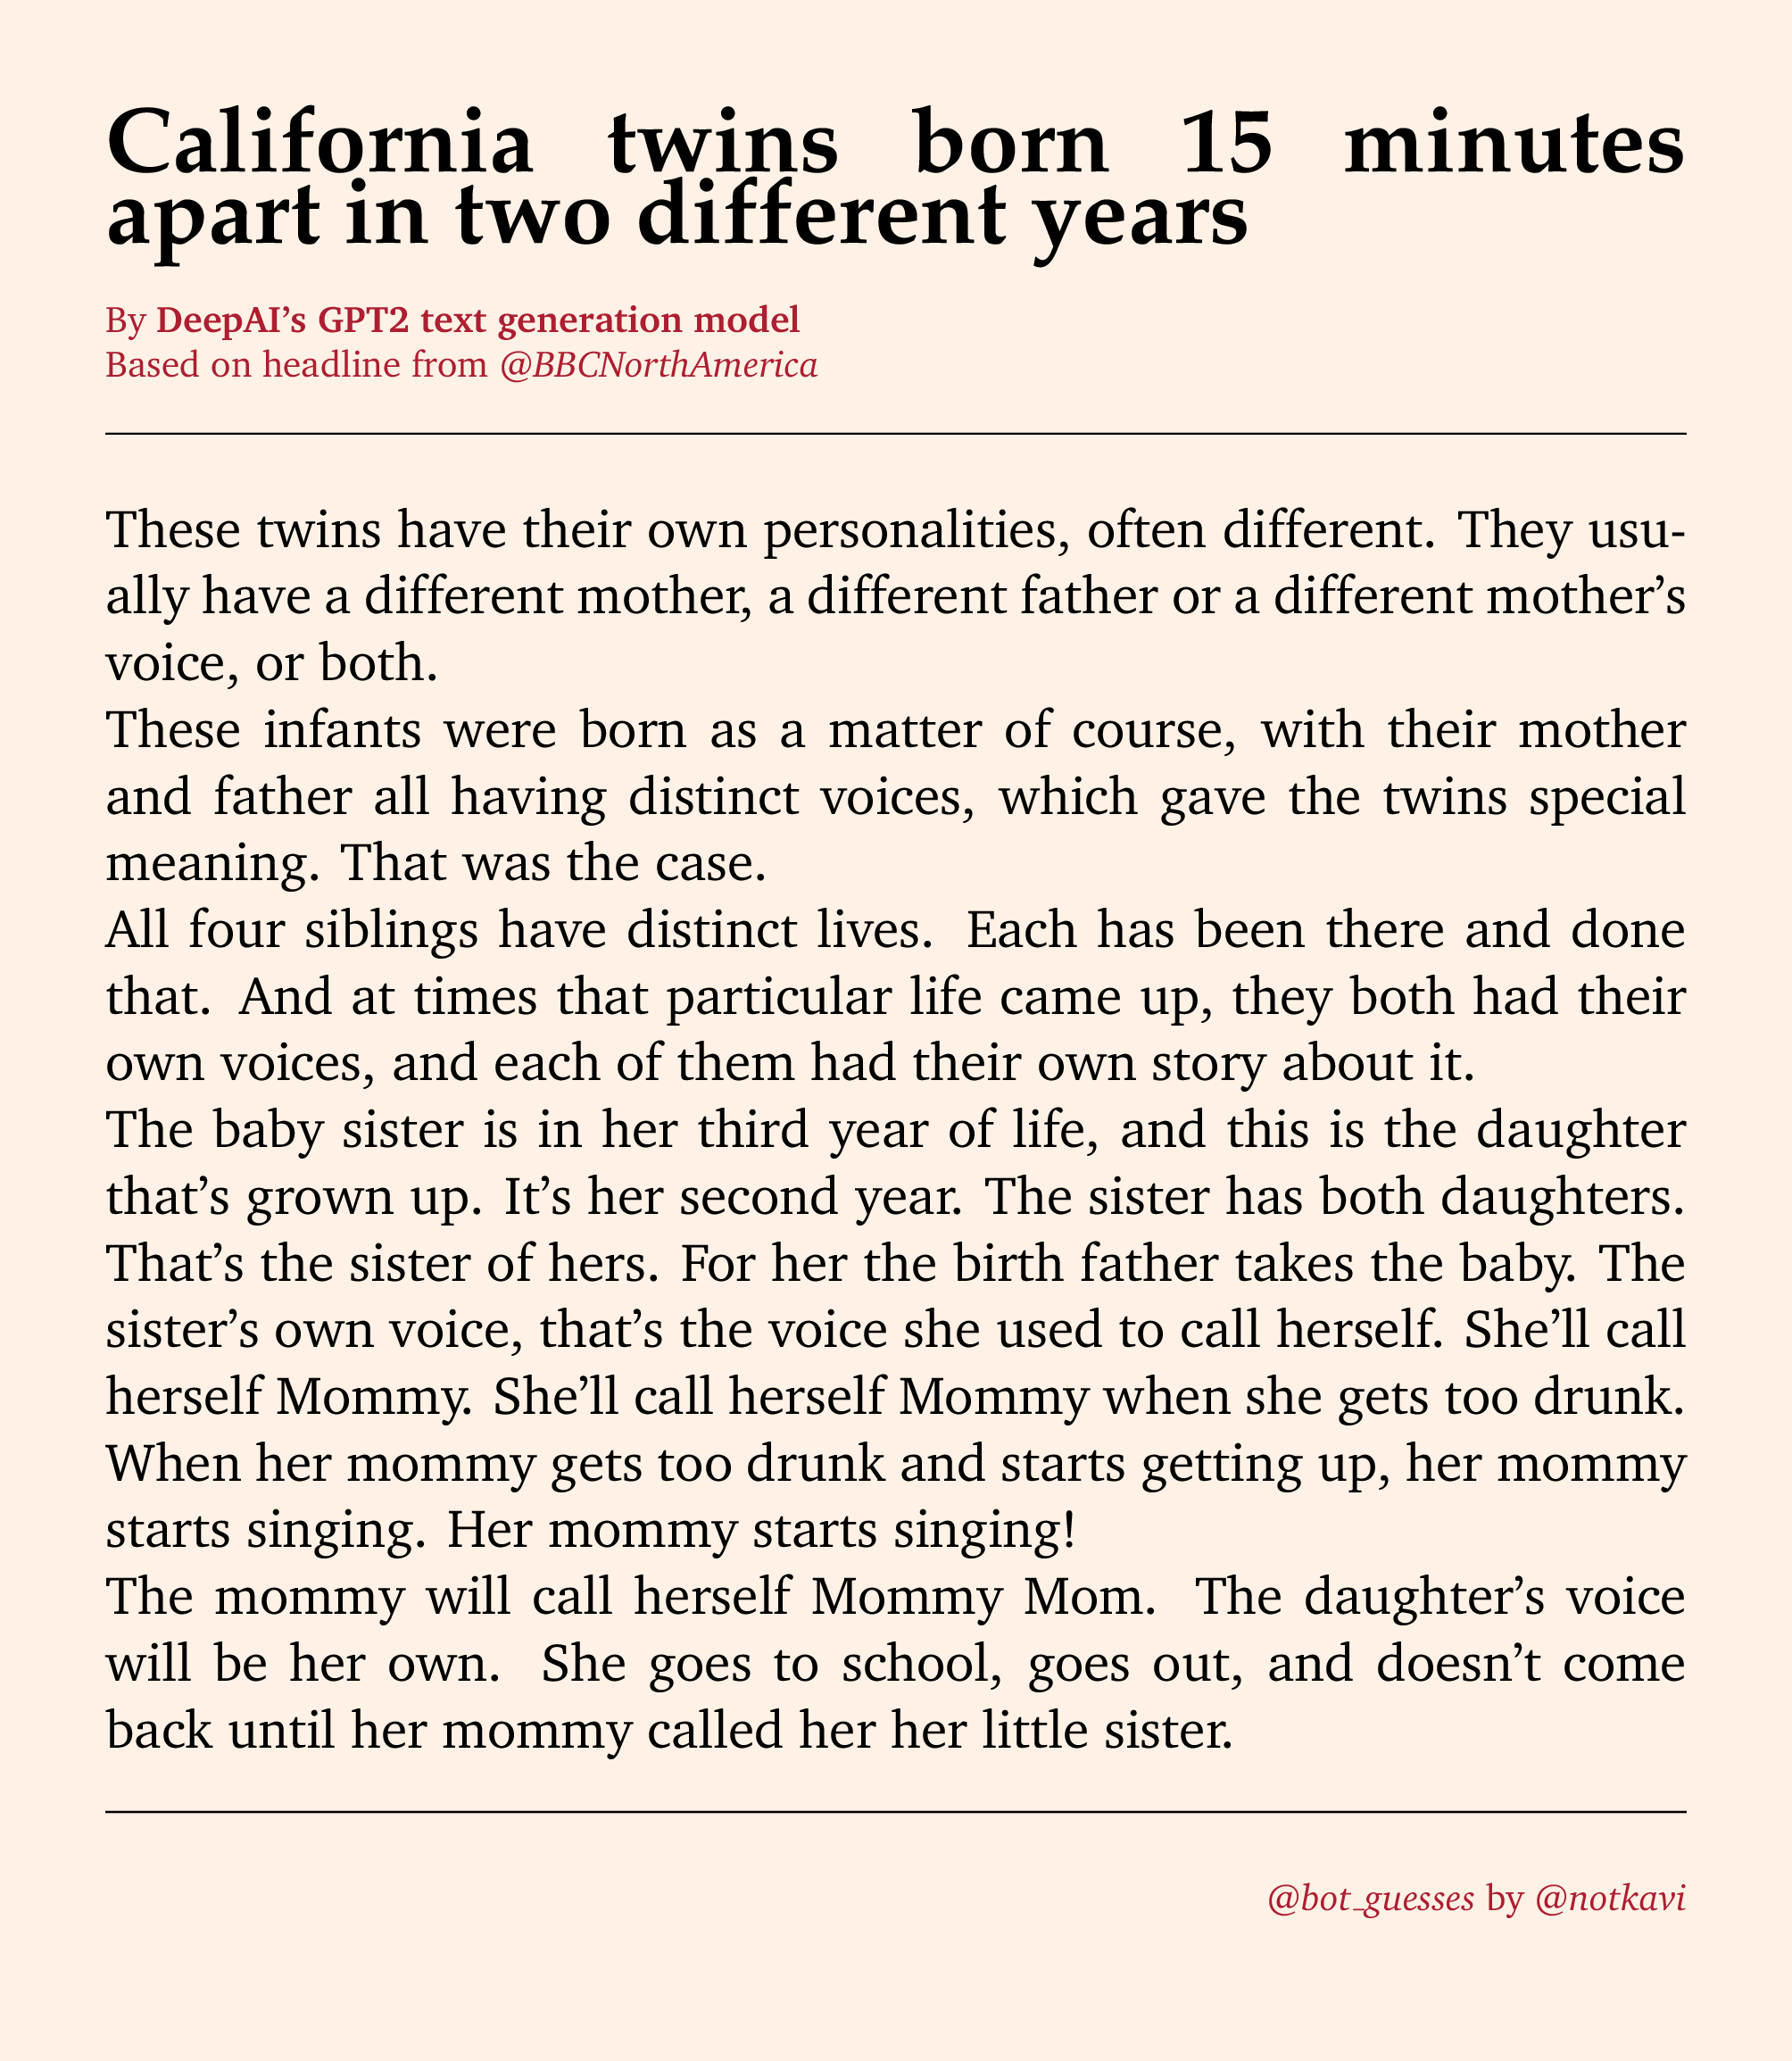 California twins born 15 minutes
apart in two different years
By DeepAI’s GPT2 text generation model
Based on headline from @BBCNorthAmerica
These twins have their own personalities, often different. They usu-
ally have a different mother, a different father or a different mother’s
voice, or both.
These infants were born as a matter of course, with their mother
and father all having distinct voices, which gave the twins special
meaning. That was the case.
All four siblings have distinct lives. Each has been there and done
that. And at times that particular life came up, they both had their
own voices, and each of them had their own story about it.
The baby sister is in her third year of life, and this is the daughter
that’s grown up. It’s her second year. The sister has both daughters.
That’s the sister of hers. For her the birth father takes the baby. The
sister’s own voice, that’s the voice she used to call herself. She’ll call
herself Mommy. She’ll call herself Mommy when she gets too drunk.
When her mommy gets too drunk and starts getting up, her mommy
starts singing. Her mommy starts singing!
The mommy will call herself Mommy Mom. The daughter’s voice
will be her own. She goes to school, goes out, and doesn’t come
back until her mommy called her her little sister.
@bot_guesses by @notkavi